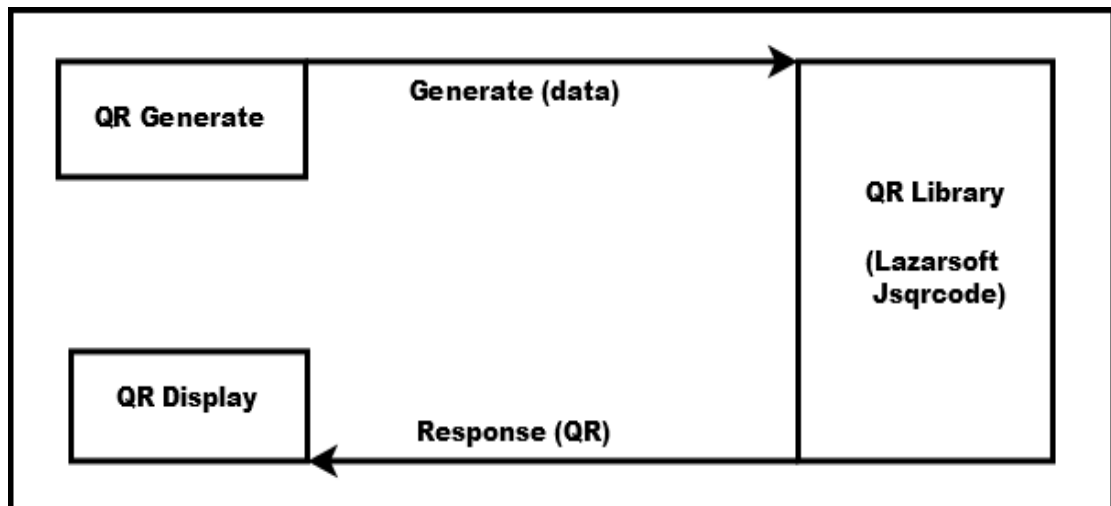 QR Generate
Generate (data)
QR Library
(Lazarsoft
Jsqrcode)
QR Display
Response (QR)